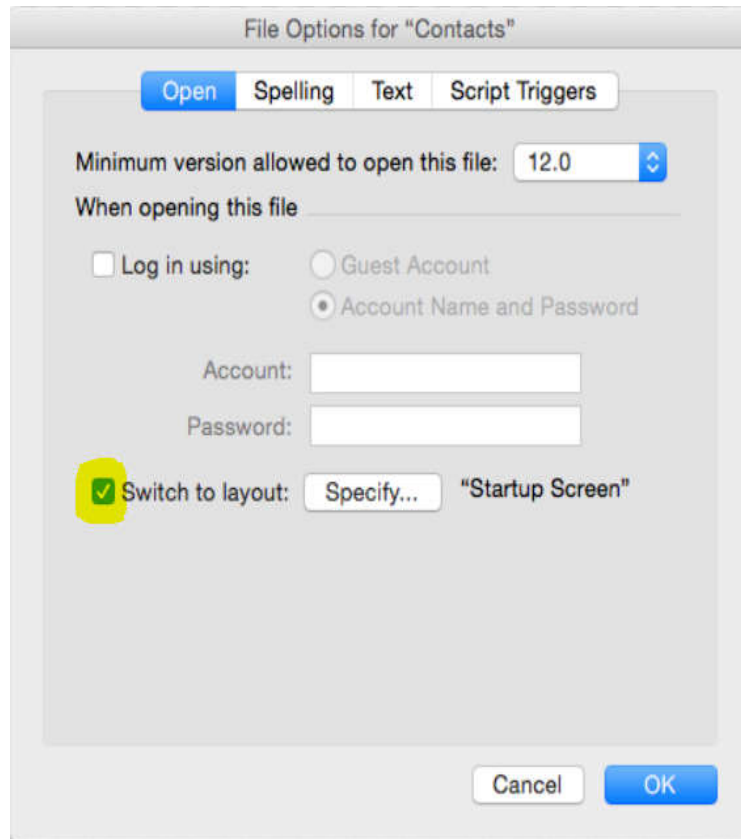 File Options for “Contacts”
Open Spelling Text Script Triggers
Minimum version allowed to open this file: 12.0
When opening this file
Log in using: Guest Account
Account Name and Password
Account:
Password:
Switch to layout: Specify... “Startup Screen”
Cancel OK